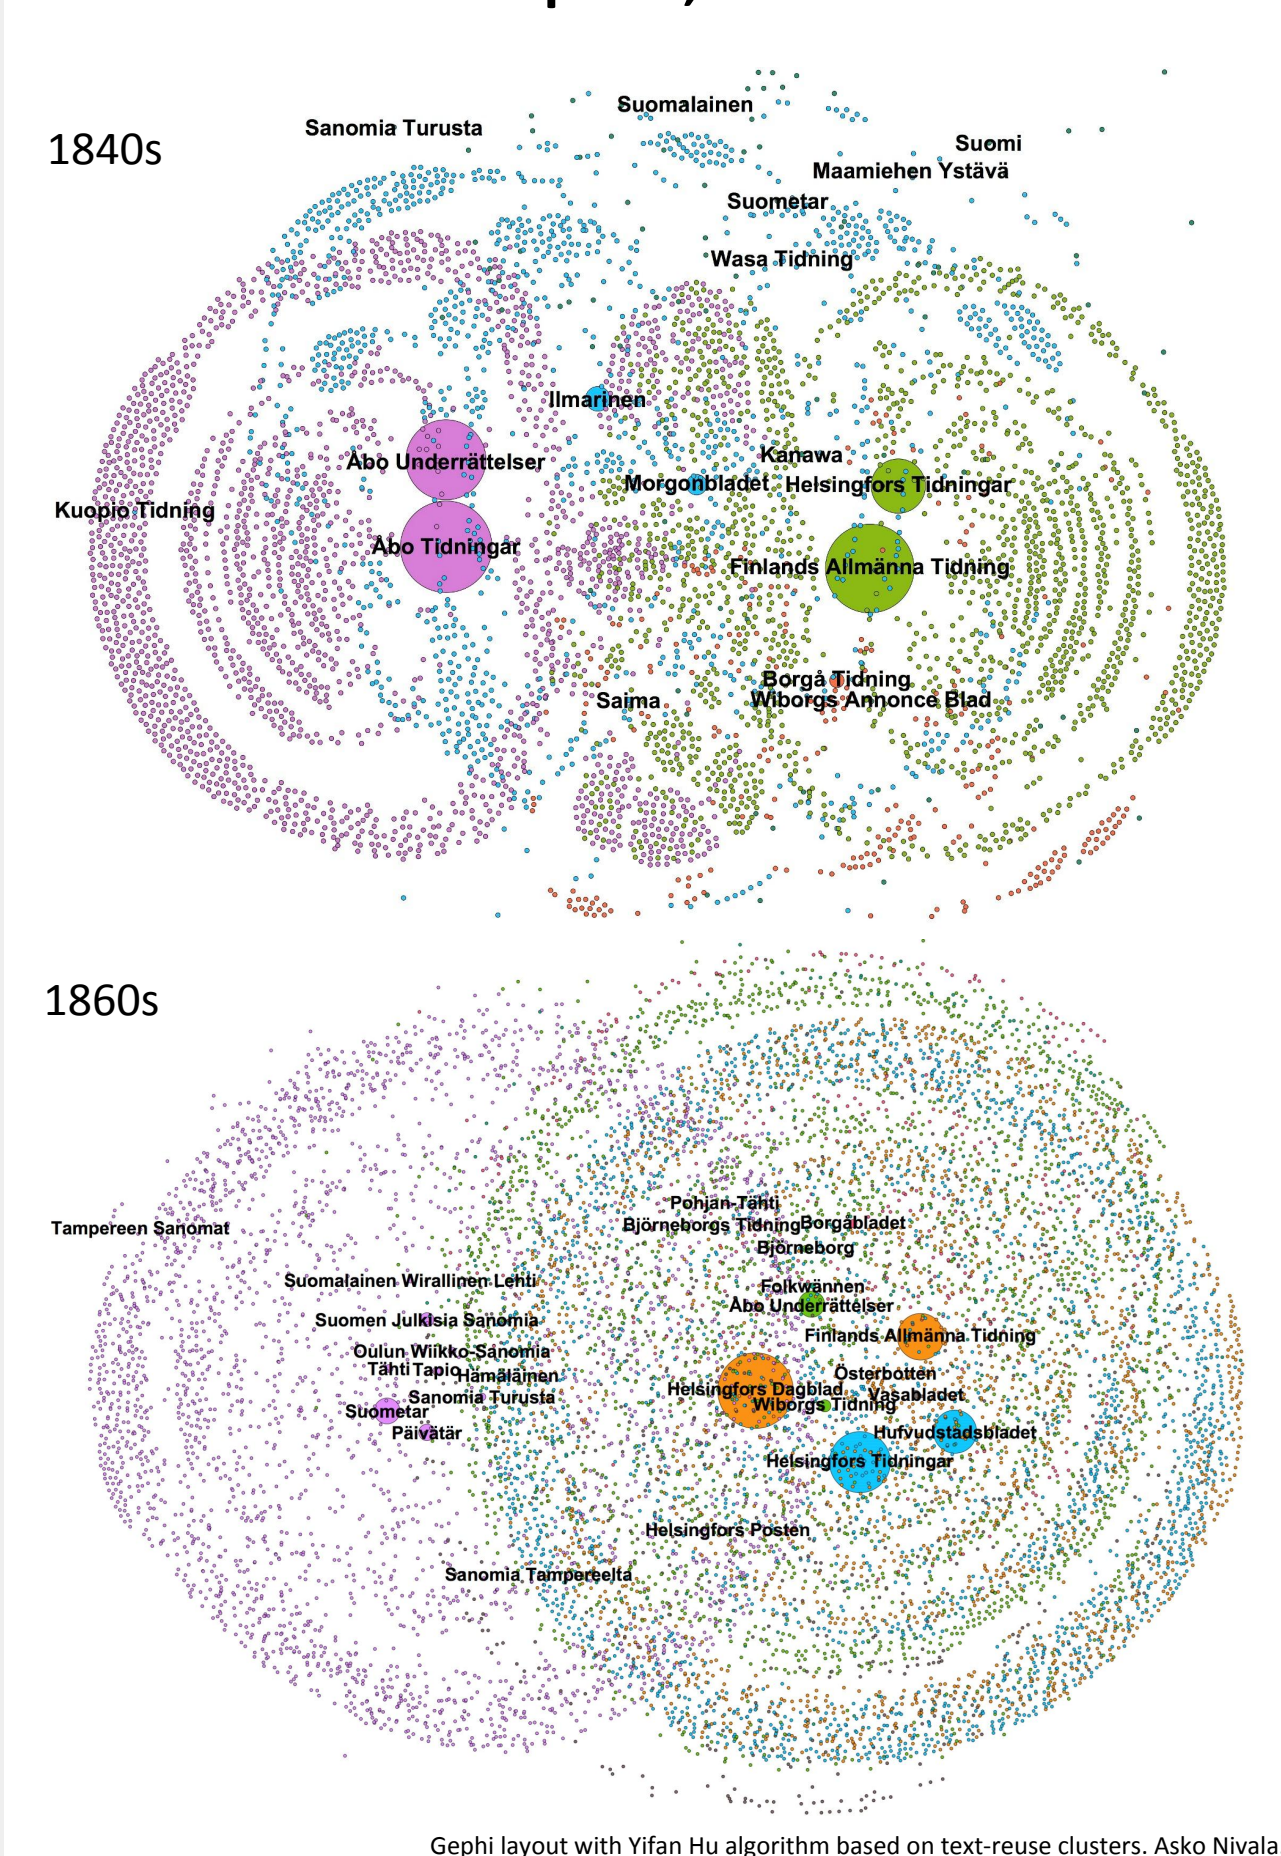 1840s
Suomalainen
Sanomia Turusta
Suomi
Maamiehen Ystävä
Suometar
Wasa Tidning
Ilmarinen
Kanawa
Åbo Underrättelser
Morgonbladet
Helsingfors Tidningar
Kuopio Tidning
Åbo Tidningar
Finlands Allmänna Tidning
Borgå Tidning
Saima
Wiborgs Annonce Blad
1860s
Pohjan-Tähti
Tampereen Sanomat
Björneborgs Tidning
Borgåbladet
Björneborg
Suomalainen Wirallinen Lehti
Folkwännen
Åbo Underrättelser
Suomen Julkisia Sanomia
Finlands Allmänna Tidning
Oulun Wiikko-Sanomia
Tähti
Tapio
Hämäläinen
Österbotten
Helsingfors Dagblad
Vasabladet
Sanomia Turusta
Wiborgs Tidning
Suometar
Päivätär
Hufvudstadsbladet
Helsingfors Tidningar
Helsingfors Posten
Sanomia Tampereelta
Gephi layout with Yifan Hu algorithm based on text-reuse clusters. Asko Nivala